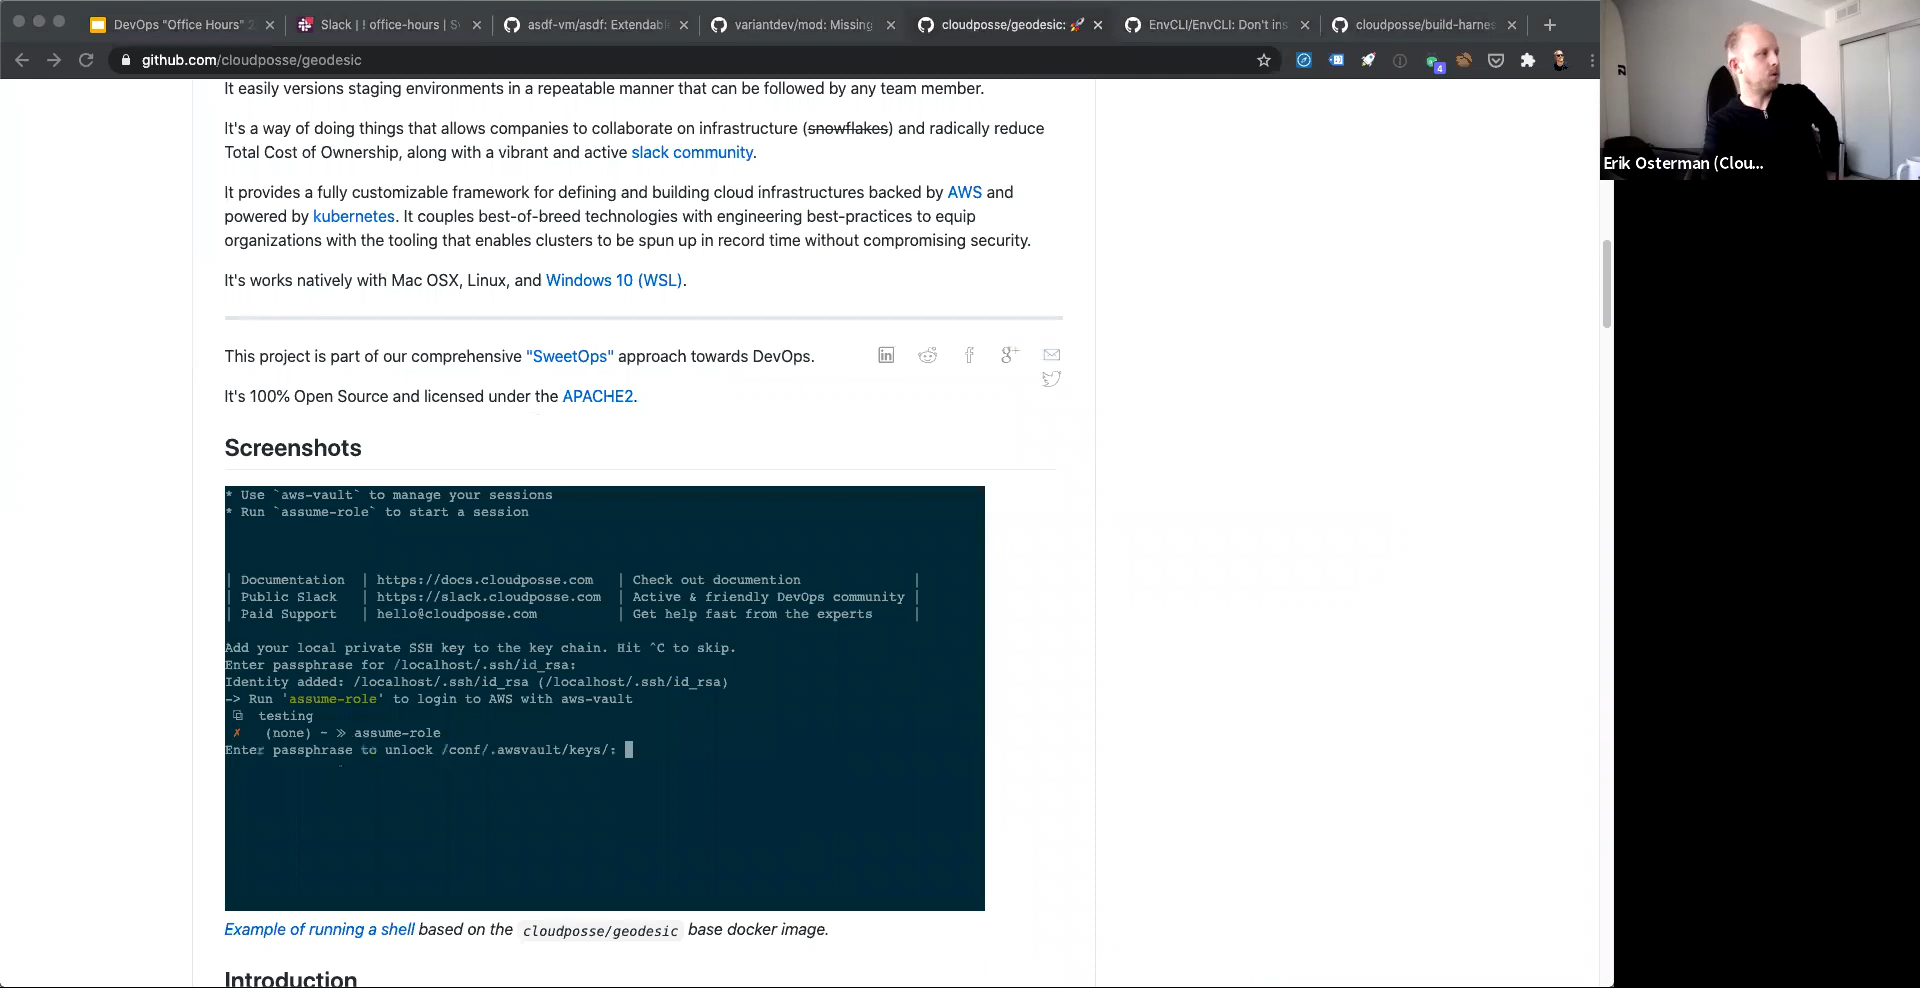 DevOps "Office Hours" 2
Slack | ! office-hours | S
asdf-vm/asdf: Extendabl
variantdev/mod: Missing
cloudposse/geodesic: 🚀
EnvCLI/EnvCLI: Don't ins
cloudposse/build-harnes
github.com/cloudposse/geodesic
4
Erik Osterman (Clou...
It easily versions staging environments in a repeatable manner that can be followed by any team member.
It's a way of doing things that allows companies to collaborate on infrastructure (snowflakes) and radically reduce
Total Cost of Ownership, along with a vibrant and active slack community.
It provides a fully customizable framework for defining and building cloud infrastructures backed by AWS and
powered by kubernetes. It couples best-of-breed technologies with engineering best-practices to equip
organizations with the tooling that enables clusters to be spun up in record time without compromising security.
It's works natively with Mac OSX, Linux, and Windows 10 (WSL).
This project is part of our comprehensive "SweetOps" approach towards DevOps.
It's 100% Open Source and licensed under the APACHE2.
Screenshots
* Use `aws-vault` to manage your sessions
* Run `assume-role` to start a session
| Documentation | https://docs.cloudposse.com | Check out documention |
| Public Slack | https://slack.cloudposse.com | Active & friendly DevOps community |
| Paid Support | hello@cloudposse.com | Get help fast from the experts |
Add your local private SSH key to the key chain. Hit ^C to skip.
Enter passphrase for /localhost/.ssh/id_rsa:
Identity added: /localhost/.ssh/id_rsa (/localhost/.ssh/id_rsa)
-> Run 'assume-role' to login to AWS with aws-vault
testing
✗ (none) ~ ⨠ assume-role
Enter passphrase to unlock /conf/.awsvault/keys/:
Example of running a shell based on the cloudposse/geodesic base docker image.
Introduction